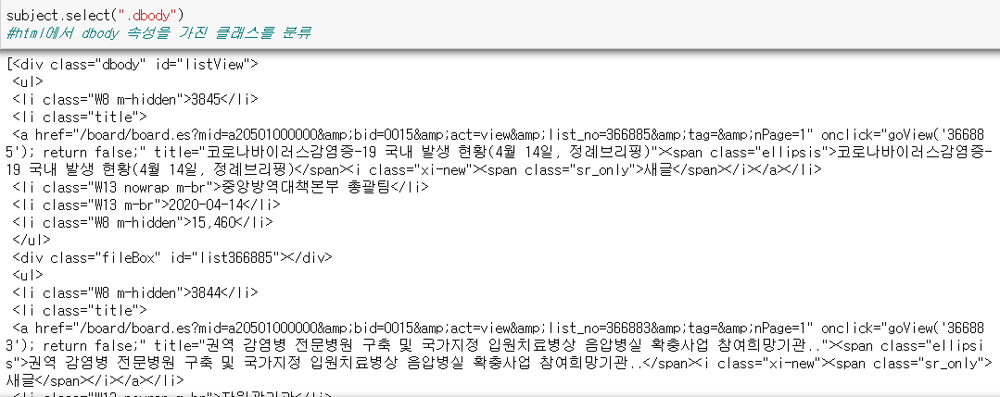 subject.select(".dbody")
#html에서 dbody 속성을 가진 클래스를 분류
[<div class="dbody" id="listView">
<ul>
<li class="W8 m-hidden">3845</li>
<li class="title">
<a href="/board/board.es?mid=a20501000000&amp;bid=0015&amp;act=view&amp;list_no=366885&amp;tag=&amp;nPage=1" onclick="goView('36688
5'); return false;" title="코로나바이러스감염증-19 국내 발생 현황(4월 14일, 정례브리핑)"><span class="ellipsis">코로나바이러스감염증-
19 국내 발생 현황(4월 14일, 정례브리핑)</span><i class="xi-new"><span class="sr_only">새글</span></i></a></li>
<li class="W13 nowrap m-br">중앙방역대책본부 총괄팀</li>
<li class="W13 m-br">2020-04-14</li>
<li class="W8 m-hidden">15,460</li>
</ul>
<div class="fileBox" id="list366885"></div>
<ul>
<li class="W8 m-hidden">3844</li>
<li class="title">
<a href="/board/board.es?mid=a20501000000&amp;bid=0015&amp;act=view&amp;list_no=366883&amp;tag=&amp;nPage=1" onclick="goView('36688
3'); return false;" title="권역 감염병 전문병원 구축 및 국가지정 입원치료병상 음압병실 확충사업 참여희망기관.."><span class="ellipsi
s">권역 감염병 전문병원 구축 및 국가지정 입원치료병상 음압병실 확충사업 참여희망기관..</span><i class="xi-new"><span class="sr_only">
새글</span></i></a></li>
<li class="W13 nowrap m-br">자원관리기관</li>